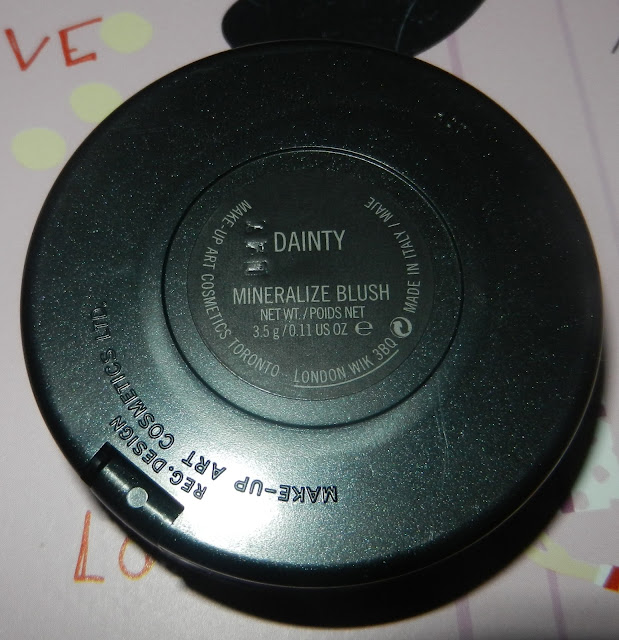 VE
DAINTY
MINERALIZE BLUSH
NET WT./POIDS NET
3.5 g/0.11 US OZ e
MAKE-UP ART COSMETICS TORONTO
LONDON W1K 3BQ
MADE IN ITALY / MAIE
REG.DESIGN
MAKE-UP ART COSMETICS LTD.
LO